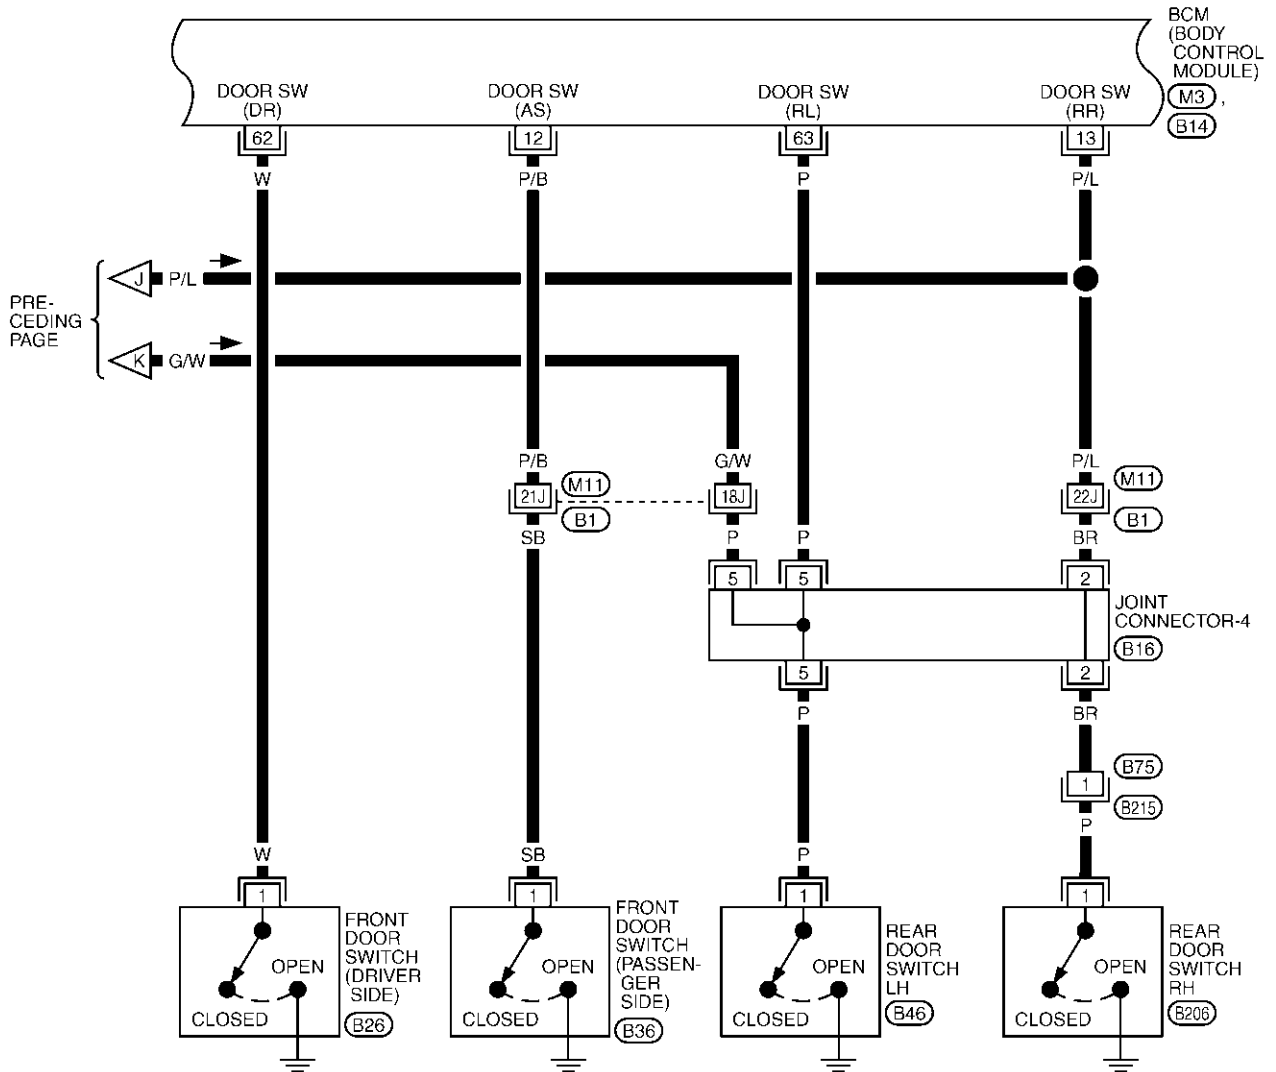 BCM
(BODY
CONTROL
MODULE)
M3 ,
B14
DOOR SW
(DR)
DOOR SW
(AS)
DOOR SW
(RL)
DOOR SW
(RR)
62
12
63
13
W
P/B
P
P/L
PRE-
CEDING
PAGE
J
P/L
K
G/W
P/B
G/W
P/L
21J
M11
B1
18J
22J
M11
B1
SB
P
P
BR
5
5
2
JOINT
CONNECTOR-4
B16
5
2
P
BR
1
B75
B215
P
W
SB
P
1
1
1
1
FRONT
DOOR
SWITCH
(DRIVER
SIDE)
B26
OPEN
CLOSED
FRONT
DOOR
SWITCH
(PASSEN-
GER
SIDE)
B36
OPEN
CLOSED
REAR
DOOR
SWITCH
LH
B46
OPEN
CLOSED
REAR
DOOR
SWITCH
RH
B206
OPEN
CLOSED